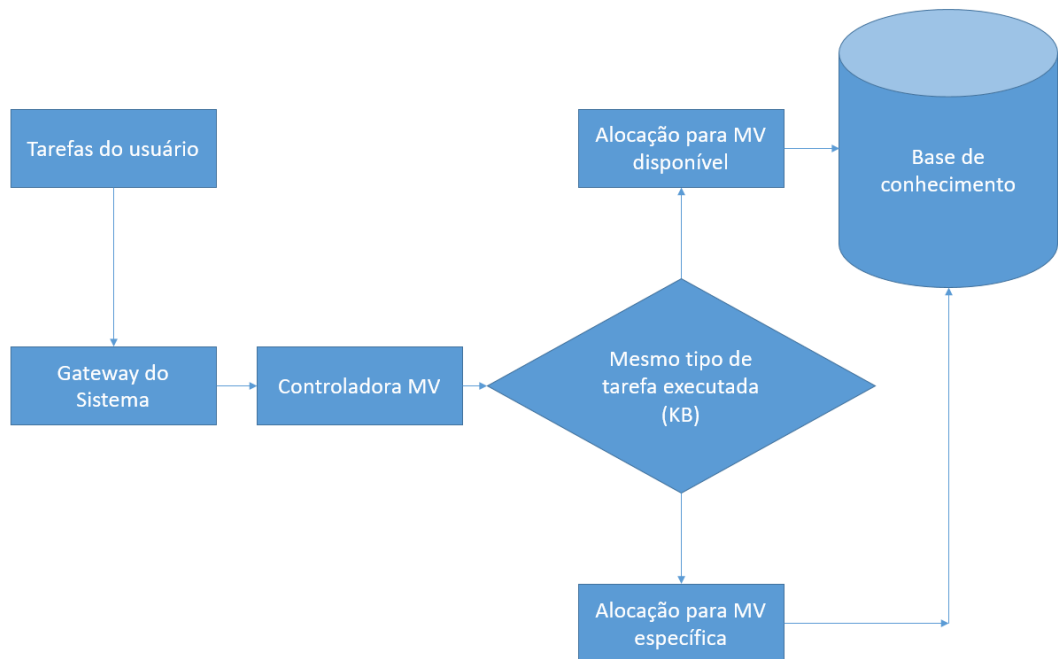 Tarefas do usuário
Gateway do
Sistema
Controladora MV
Mesmo tipo de
tarefa executada
(KB)
Alocação para MV
disponível
Base de
conhecimento
Alocação para MV
específica